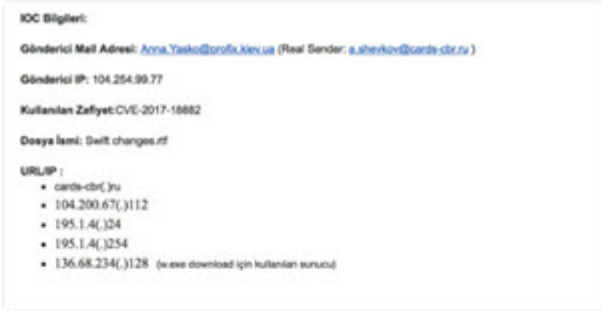 IOC Bilgileri:
Gönderici Mail Adresi: Anna.Yasko@profix.kiev.ua (Real Sender: a.shevkov@cards-cbr.ru )
Gönderici IP: 104.254.99.77
Kullanılan Zafiyet:CVE-2017-18882
Dosya İsmi: Swift changes.rtf
URL/IP :
• cards-cbr(.)ru
• 104.200.67(.)112
• 195.1.4(.)24
• 195.1.4(.)254
• 136.68.234(.)128 (w.exe download için kullanılan sunucu)